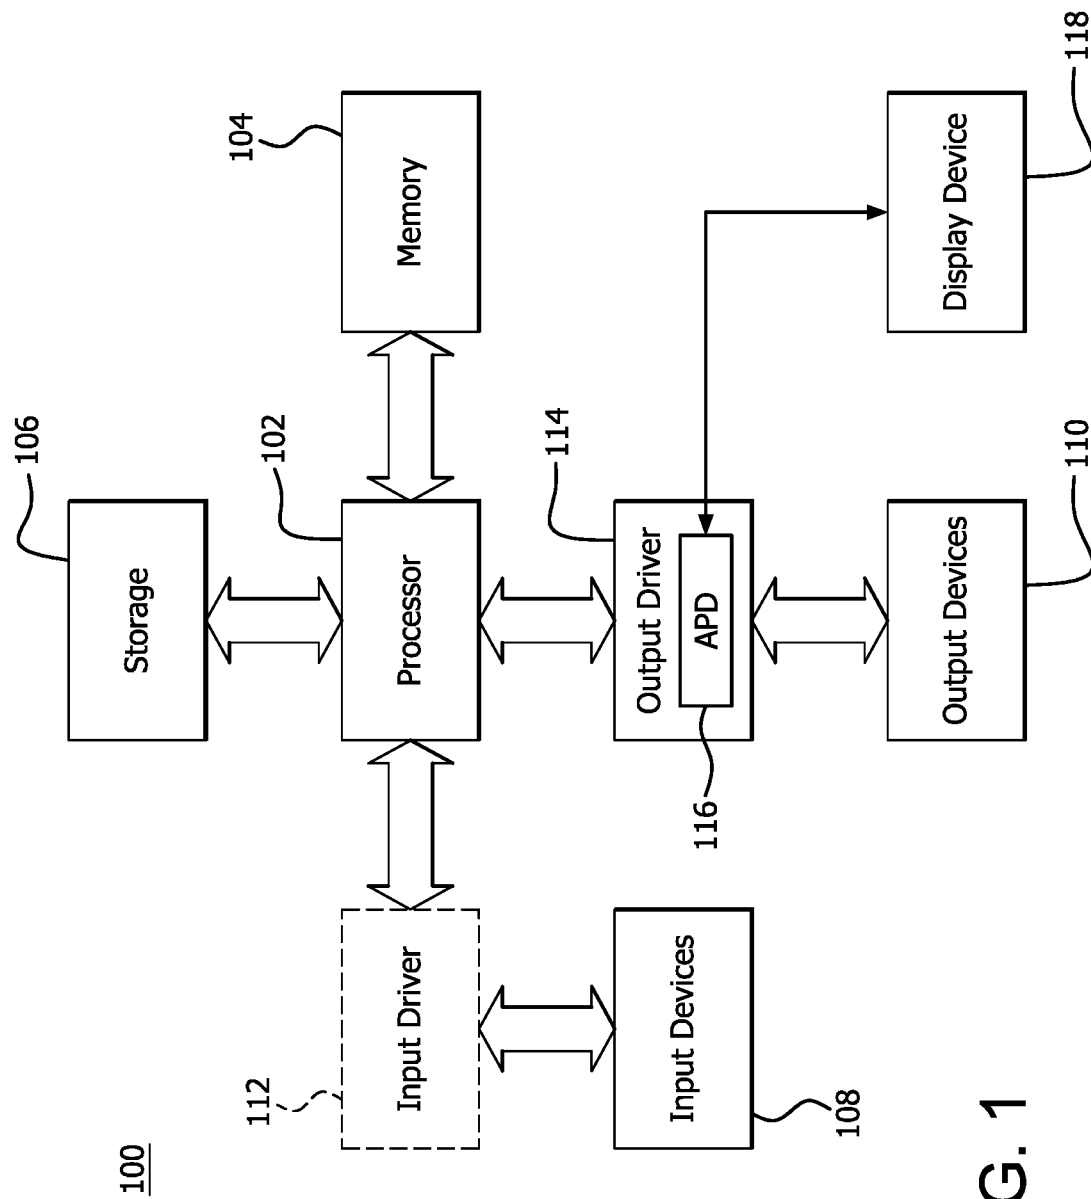 100
106
Storage
112
102
104
Input Driver
Processor
Memory
114
Output Driver
Input Devices
116
APD
108
Output Devices
Display Device
G. 1
110
118